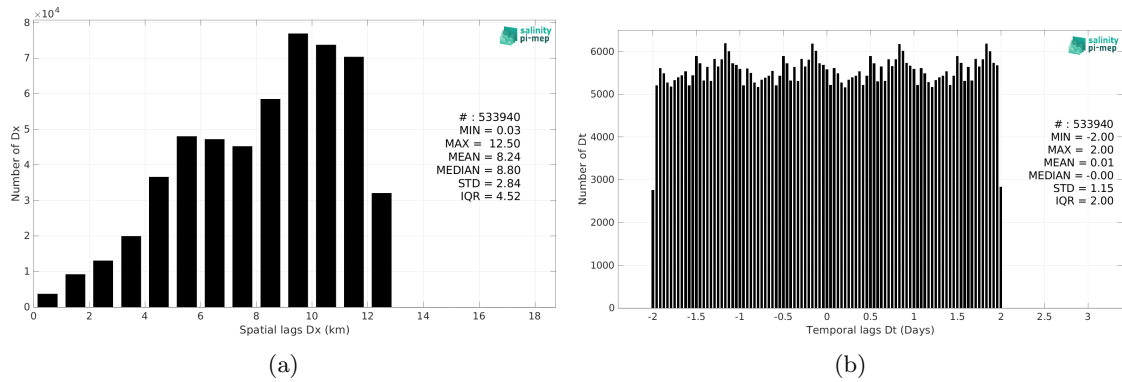 8
×10⁴
7
6
5
4
3
2
1
0
Number of Dx
0 2 4 6 8 10 12 14 16 18
Spatial lags Dx (km)
salinity
pi-mep
# : 533940
MIN = 0.03
MAX = 12.50
MEAN = 8.24
MEDIAN = 8.80
STD = 2.84
IQR = 4.52
(a)
6000
5000
4000
3000
2000
1000
0
Number of Dt
-2 -1.5 -1 -0.5 0 0.5 1 1.5 2 2.5 3
Temporal lags Dt (Days)
salinity
pi-mep
# : 533940
MIN = -2.00
MAX = 2.00
MEAN = 0.01
MEDIAN = -0.00
STD = 1.15
IQR = 2.00
(b)